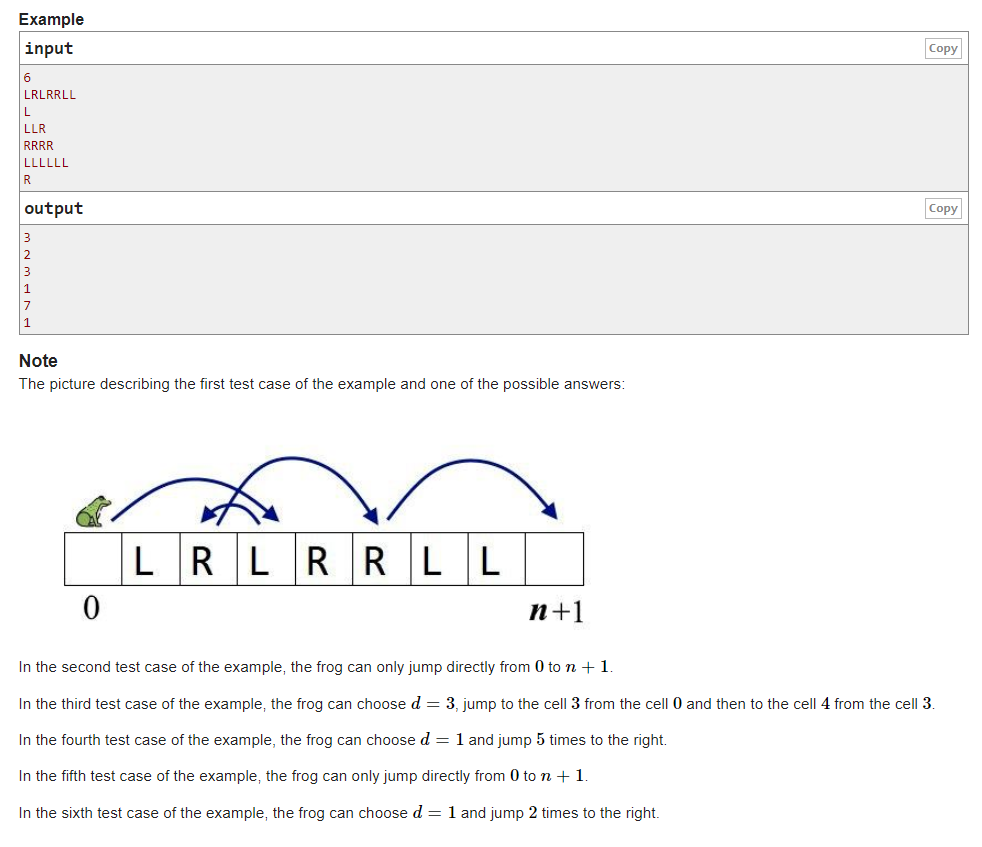 Example
input
Copy
6
LRLRRLL
L
LLR
RRRR
LLLLLL
R
output
Copy
3
2
3
1
7
1
Note
The picture describing the first test case of the example and one of the possible answers:
L R L R R L L
0 n+1
In the second test case of the example, the frog can only jump directly from 0 to n + 1.
In the third test case of the example, the frog can choose d = 3, jump to the cell 3 from the cell 0 and then to the cell 4 from the cell 3.
In the fourth test case of the example, the frog can choose d = 1 and jump 5 times to the right.
In the fifth test case of the example, the frog can only jump directly from 0 to n + 1.
In the sixth test case of the example, the frog can choose d = 1 and jump 2 times to the right.